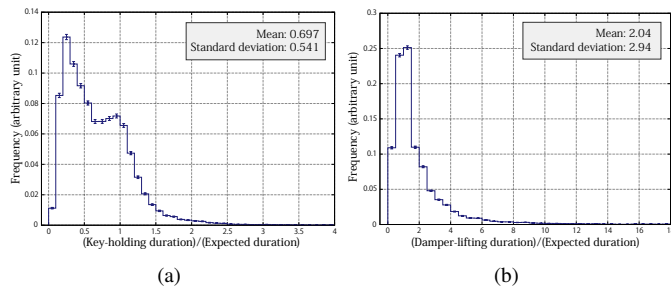 0.14
0.12
0.1
0.08
0.06
0.04
0.02
0
Frequency (arbitrary unit)
Mean: 0.697
Standard deviation: 0.541
0 0.5 1 1.5 2 2.5 3 3.5 4
(Key-holding duration)/(Expected duration)
(a)
0.3
0.25
0.2
0.15
0.1
0.05
0
Frequency (arbitrary unit)
Mean: 2.04
Standard deviation: 2.94
0 2 4 6 8 10 12 14 16 18
(Damper-lifting duration)/(Expected duration)
(b)